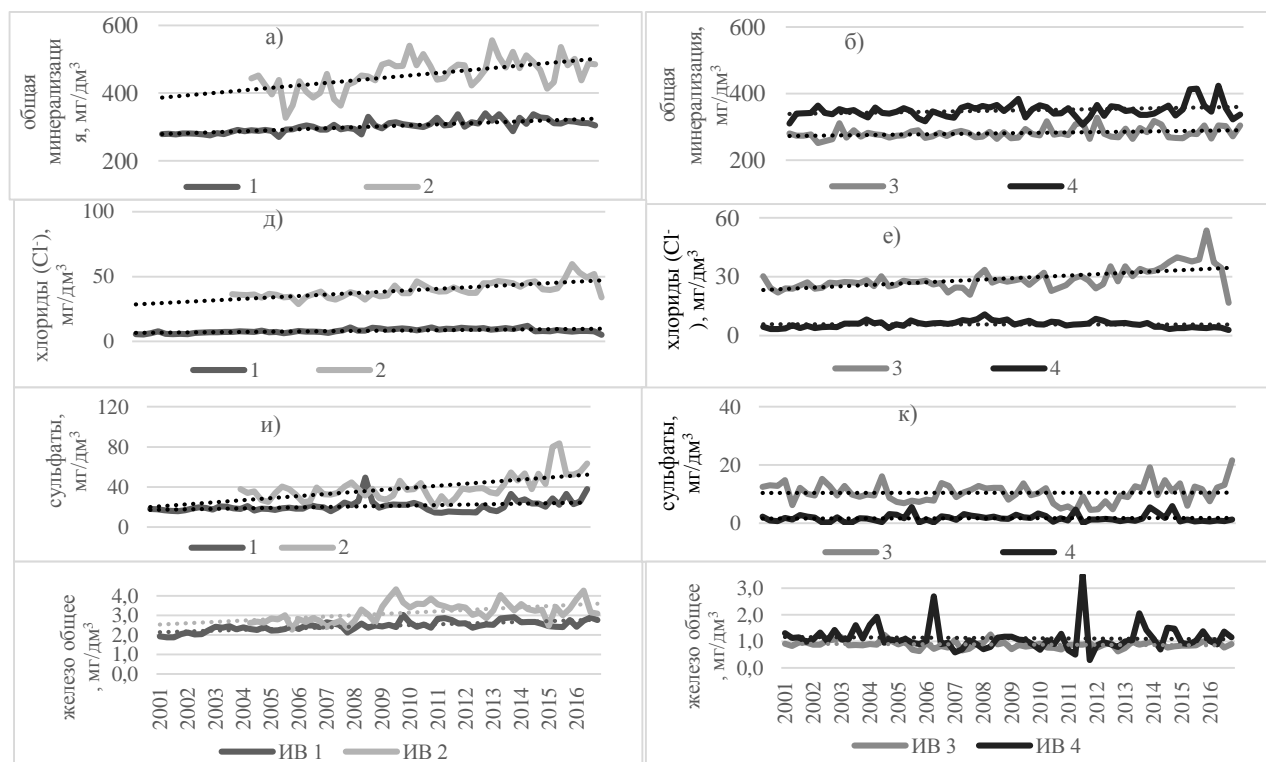 600
400
200
общая
минерализаци
я, мг/дм³
а)
1
2
600
400
200
общая
минерализация,
мг/дм³
б)
3
4
100
50
0
хлориды (Cl⁻),
мг/дм³
д)
1
2
60
30
0
хлориды (Cl⁻
), мг/дм³
е)
3
4
120
80
40
0
сульфаты,
мг/дм³
и)
1
2
40
20
0
сульфаты,
мг/дм³
к)
3
4
4,0
3,0
2,0
1,0
0,0
железо общее
, мг/дм³
2001
2002
2003
2004
2005
2006
2007
2008
2009
2010
2011
2012
2013
2014
2015
2016
ИВ 1
ИВ 2
3,0
2,0
1,0
0,0
железо общее
, мг/дм³
2001
2002
2003
2004
2005
2006
2007
2008
2009
2010
2011
2012
2013
2014
2015
2016
ИВ 3
ИВ 4